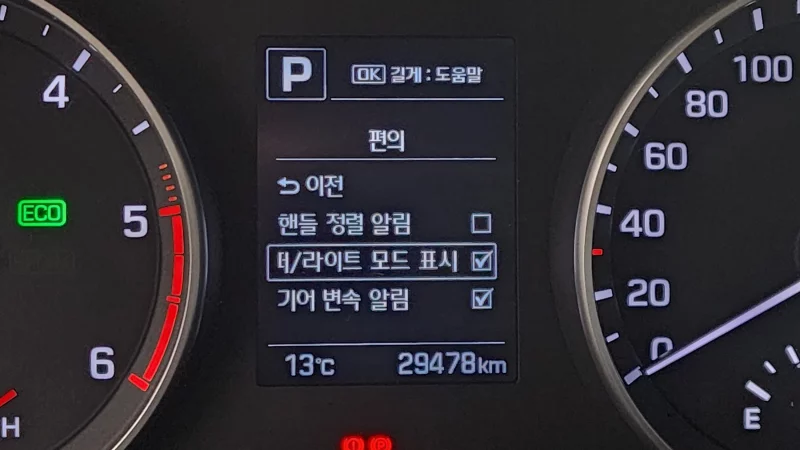 P
OK 길게 : 도움말
편의
이전
핸들 정렬 알림
/라이트 모드 표시
기어 변속 알림
13℃ 29478km
4
5
6
H
ECO
100
80
60
40
20
0
E
P